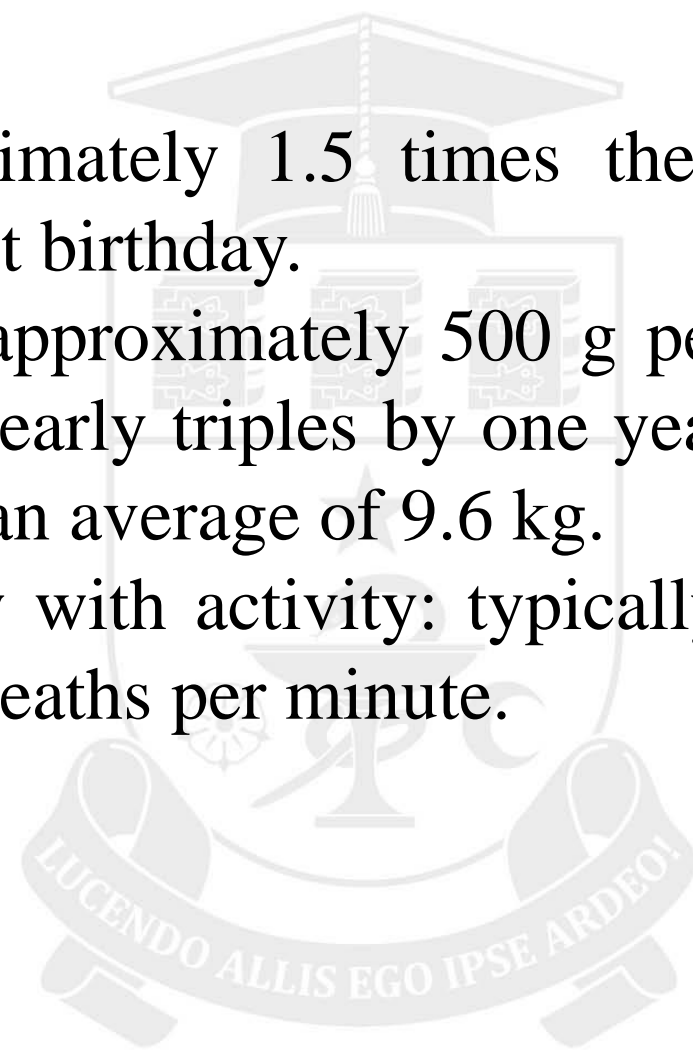 imately 1.5 times the
t birthday.
approximately 500 g pe
early triples by one yea
an average of 9.6 kg.
with activity: typically
eaths per minute.
LUCENDO ALLIS EGO IPSE ARDEO!